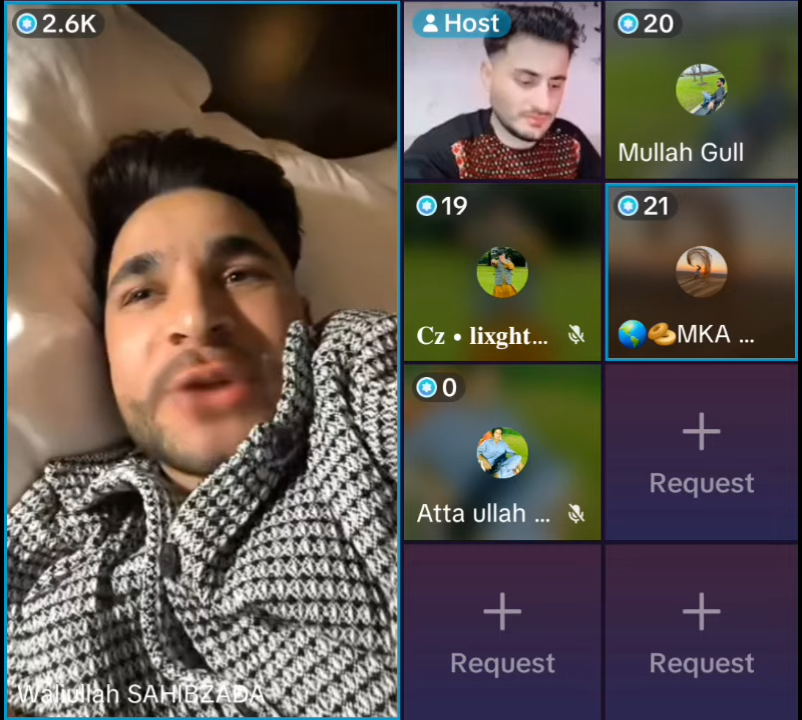 2.6K
Waliullah SAHIBZADA
Host
20
Mullah Gull
19
Cz • lixght...
21
🌎🥯MKA ...
0
Atta ullah ...
Request
Request
Request